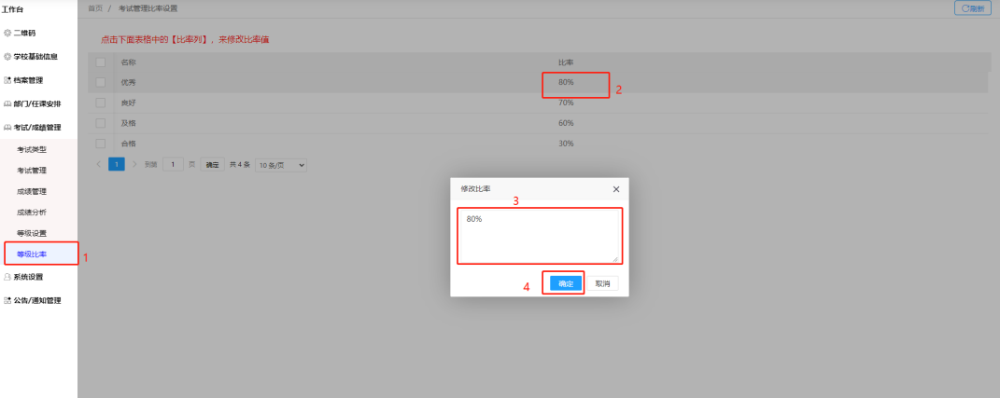 工作台
首页 / 考试管理比率设置
刷新
二维码
学校基础信息
档案管理
部门/任课安排
考试/成绩管理
考试类型
考试管理
成绩管理
成绩分析
等级设置
等级比率
1
系统设置
公告/通知管理
点击下面表格中的【比率列】，来修改比率值
名称 比率
优秀 80%
2
良好 70%
及格 60%
合格 30%
1 到第 1 页 确定 共 4 条 10 条/页
修改比率
3
80%
4
确定 取消